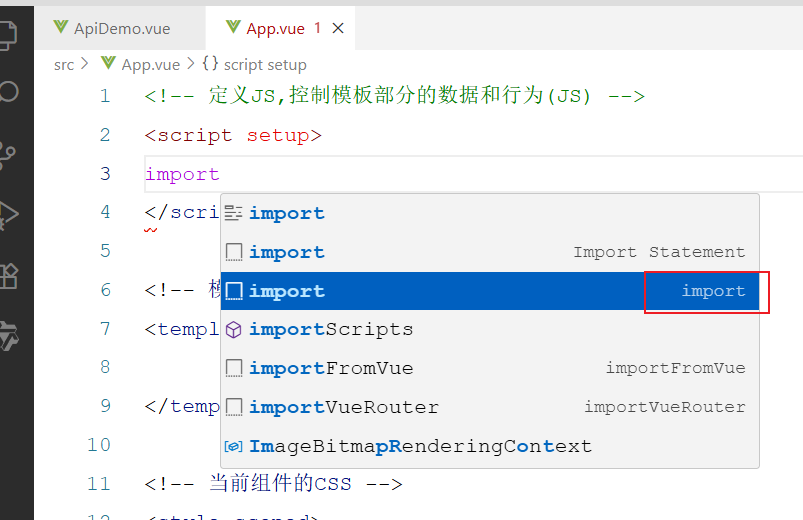 ApiDemo.vue App.vue 1
src App.vue {} script setup
1 <!-- 定义JS,控制模板部分的数据和行为(JS) -->
2 <script setup>
3 import
4 </scri
import
5
import Import Statement
6 <!--
import import
7 <templ
importScripts
8
importFromVue importFromVue
9 </temp
importVueRouter importVueRouter
10
ImageBitmapRenderingContext
11 <!-- 当前组件的CSS -->
12 <style scoped>